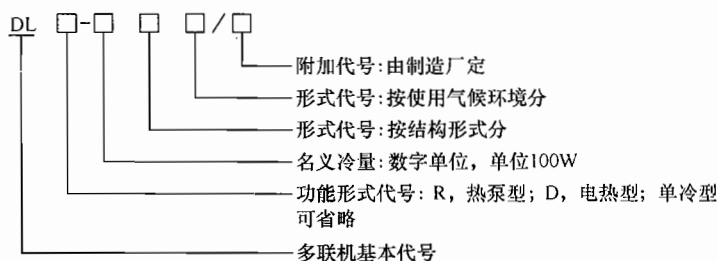 DL □-□ □ □/□
附加代号:由制造厂定
形式代号:按使用气候环境分
形式代号:按结构形式分
名义冷量:数字单位，单位100W
功能形式代号:R，热泵型；D，电热型；单冷型
可省略
多联机基本代号